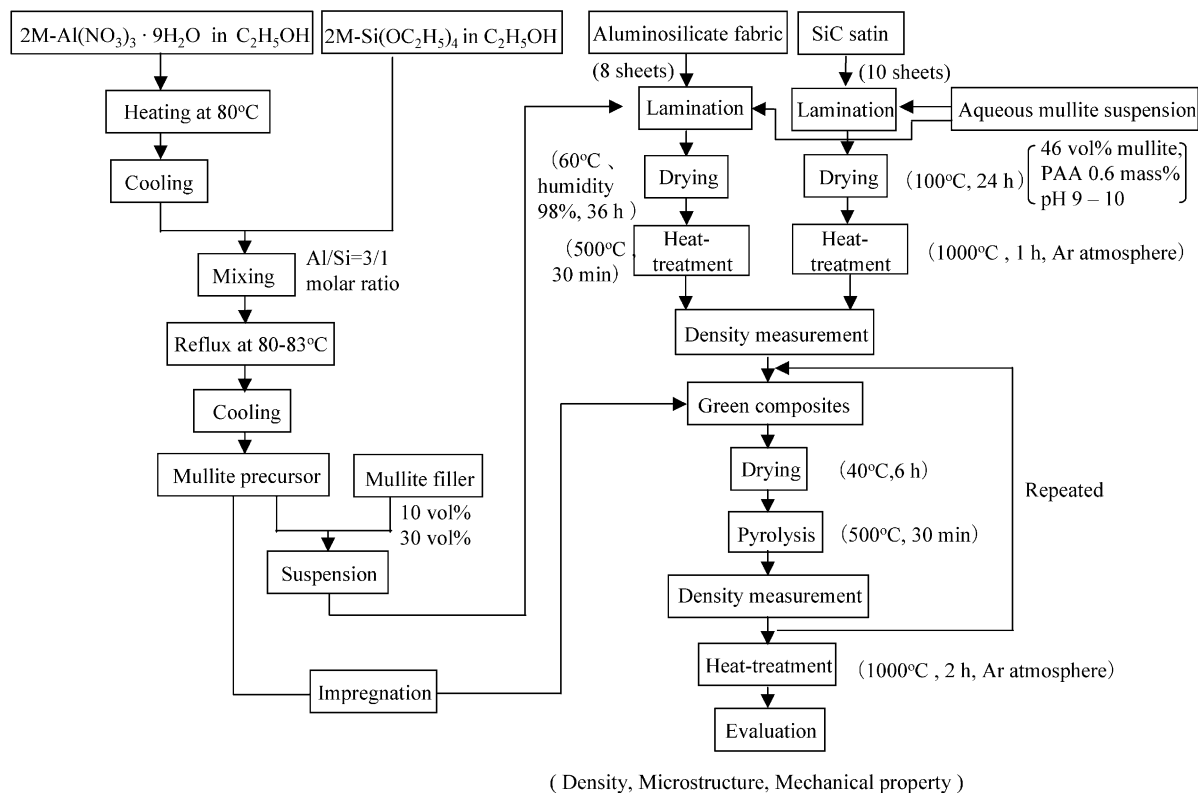 2M-Al(NO₃)₃ · 9H₂O in C₂H₅OH
2M-Si(OC₂H₅)₄ in C₂H₅OH
Heating at 80°C
Cooling
Mixing
Al/Si=3/1
molar ratio
Reflux at 80-83°C
Cooling
Mullite precursor
Mullite filler
10 vol%
30 vol%
Suspension
Impregnation
Aluminosilicate fabric
(8 sheets)
SiC satin
(10 sheets)
Lamination
Lamination
Aqueous mullite suspension
46 vol% mullite,
PAA 0.6 mass%
pH 9 – 10
(60°C 、
humidity
98%, 36 h )
Drying
Drying
(100°C, 24 h)
(500°C 、
30 min)
Heat-
treatment
Heat-
treatment
(1000°C , 1 h, Ar atmosphere)
Density measurement
Green composites
Drying
(40°C,6 h)
Repeated
Pyrolysis
(500°C, 30 min)
Density measurement
Heat-treatment
(1000°C , 2 h, Ar atmosphere)
Evaluation
( Density, Microstructure, Mechanical property )